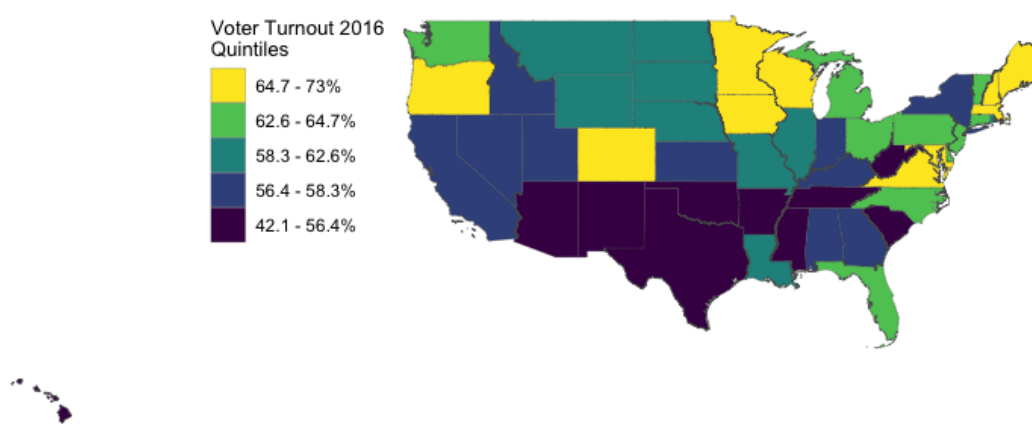 Voter Turnout 2016
Quintiles
64.7 - 73%
62.6 - 64.7%
58.3 - 62.6%
56.4 - 58.3%
42.1 - 56.4%